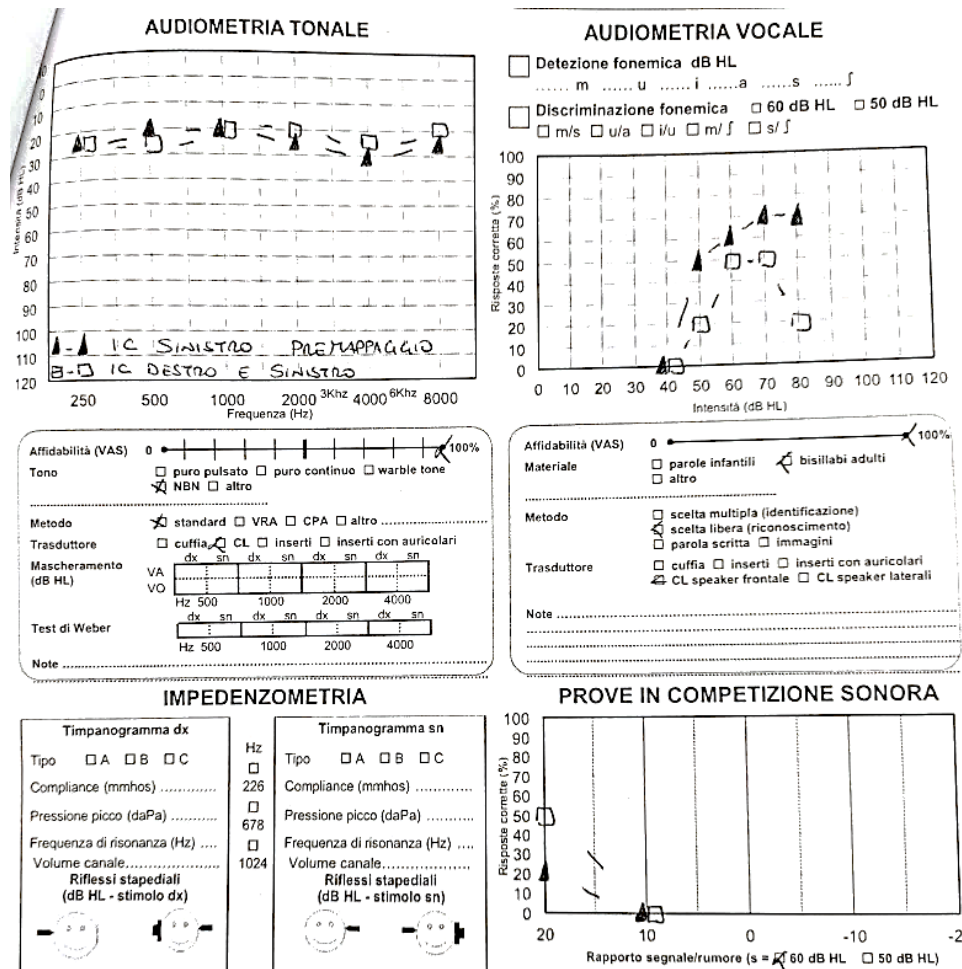 AUDIOMETRIA TONALE
0
10
20
30
40
50
60
70
80
90
100
110
120
Intensità (dB HL)
▲-▲ IC SINISTRO PREMAPPAGGIO
□-□ IC DESTRO E SINISTRO
250 500 1000 2000 3Khz 4000 6Khz 8000
Frequenza (Hz)
Affidabilità (VAS) 0 100%
Tono □ puro pulsato □ puro continuo □ warble tone
☒ NBN □ altro
Metodo ☒ standard □ VRA □ CPA □ altro
Trasduttore □ cuffia ☒ CL □ inserti □ inserti con auricolari
Mascheramento dx sn dx sn dx sn dx sn
(dB HL) VA
VO
Hz 500 1000 2000 4000
dx sn dx sn dx sn dx sn
Test di Weber
Hz 500 1000 2000 4000
Note
AUDIOMETRIA VOCALE
□ Detezione fonemica dB HL
...... m ...... u ...... i ......a ......s ...... ʃ
□ Discriminazione fonemica □ 60 dB HL □ 50 dB HL
□ m/s □ u/a □ i/u □ m/ ʃ □ s/ ʃ
100
90
80
70
60
50
40
30
20
10
0
Risposte corrette (%)
0 10 20 30 40 50 60 70 80 90 100 110 120
Intensità (dB HL)
Affidabilità (VAS) 0 100%
Materiale □ parole infantili ☒ bisillabi adulti
□ altro
Metodo □ scelta multipla (identificazione)
☒ scelta libera (riconoscimento)
□ parola scritta □ immagini
Trasduttore □ cuffia □ inserti □ inserti con auricolari
☒ CL speaker frontale □ CL speaker laterali
Note
IMPEDENZOMETRIA
Timpanogramma dx
Tipo □ A □ B □ C
Compliance (mmhos) .............
Pressione picco (daPa) ..........
Frequenza di risonanza (Hz) ....
Volume canale...................
Riflessi stapediali
(dB HL - stimolo dx)
Hz
□
226
□
678
□
1024
Timpanogramma sn
Tipo □ A □ B □ C
Compliance (mmhos) .............
Pressione picco (daPa) ..........
Frequenza di risonanza (Hz) ....
Volume canale...................
Riflessi stapediali
(dB HL - stimolo sn)
PROVE IN COMPETIZIONE SONORA
100
90
80
70
60
50
40
30
20
10
0
Risposte corrette (%)
20 10 0 -10 -2
Rapporto segnale/rumore (s = ☒ 60 dB HL □ 50 dB HL)